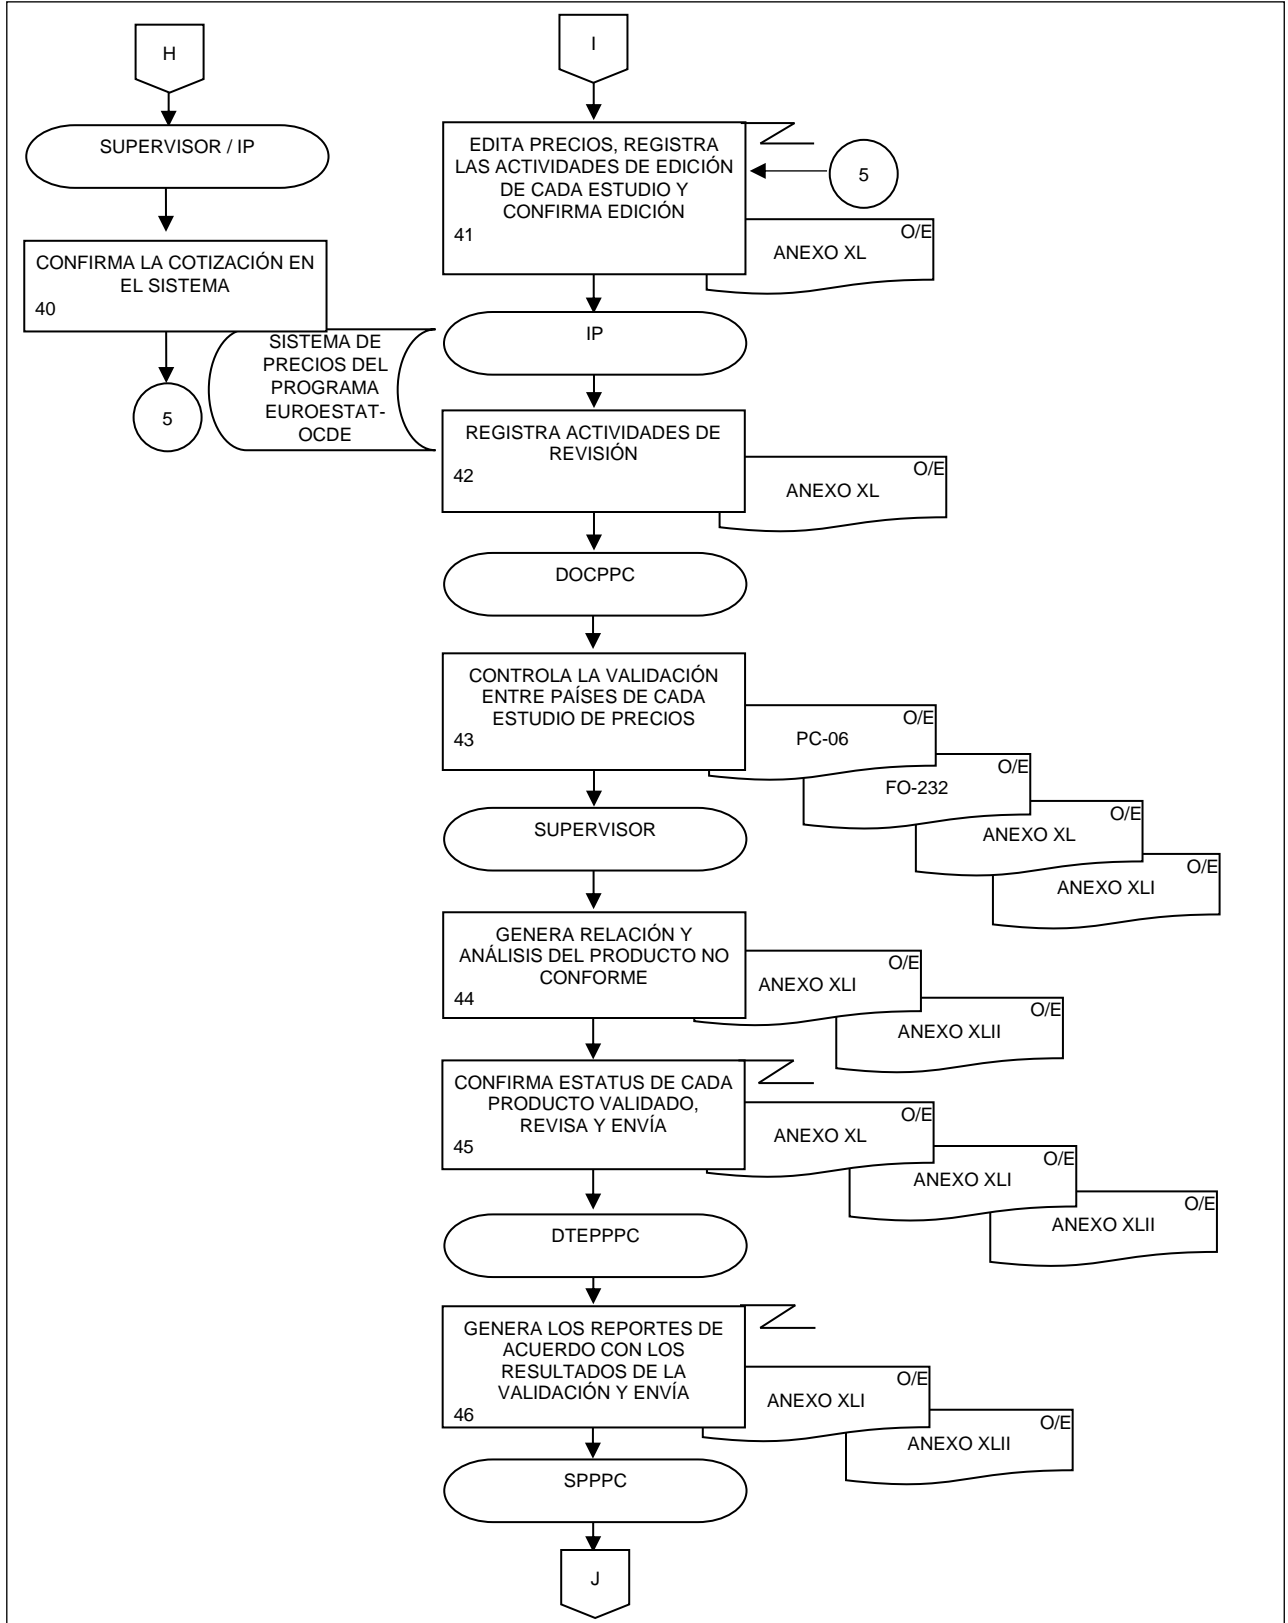 H
SUPERVISOR / IP
CONFIRMA LA COTIZACIÓN EN
EL SISTEMA
40
SISTEMA DE
PRECIOS DEL
PROGRAMA
EUROESTAT-
OCDE
5
I
EDITA PRECIOS, REGISTRA
LAS ACTIVIDADES DE EDICIÓN
DE CADA ESTUDIO Y
CONFIRMA EDICIÓN
41
5
O/E
ANEXO XL
IP
REGISTRA ACTIVIDADES DE
REVISIÓN
42
O/E
ANEXO XL
DOCPPC
CONTROLA LA VALIDACIÓN
ENTRE PAÍSES DE CADA
ESTUDIO DE PRECIOS
43
O/E
PC-06
O/E
FO-232
O/E
ANEXO XL
O/E
ANEXO XLI
SUPERVISOR
GENERA RELACIÓN Y
ANÁLISIS DEL PRODUCTO NO
CONFORME
44
O/E
ANEXO XLI
O/E
ANEXO XLII
CONFIRMA ESTATUS DE CADA
PRODUCTO VALIDADO,
REVISA Y ENVÍA
45
O/E
ANEXO XL
O/E
ANEXO XLI
O/E
ANEXO XLII
DTEPPPC
GENERA LOS REPORTES DE
ACUERDO CON LOS
RESULTADOS DE LA
VALIDACIÓN Y ENVÍA
46
O/E
ANEXO XLI
O/E
ANEXO XLII
SPPPC
J